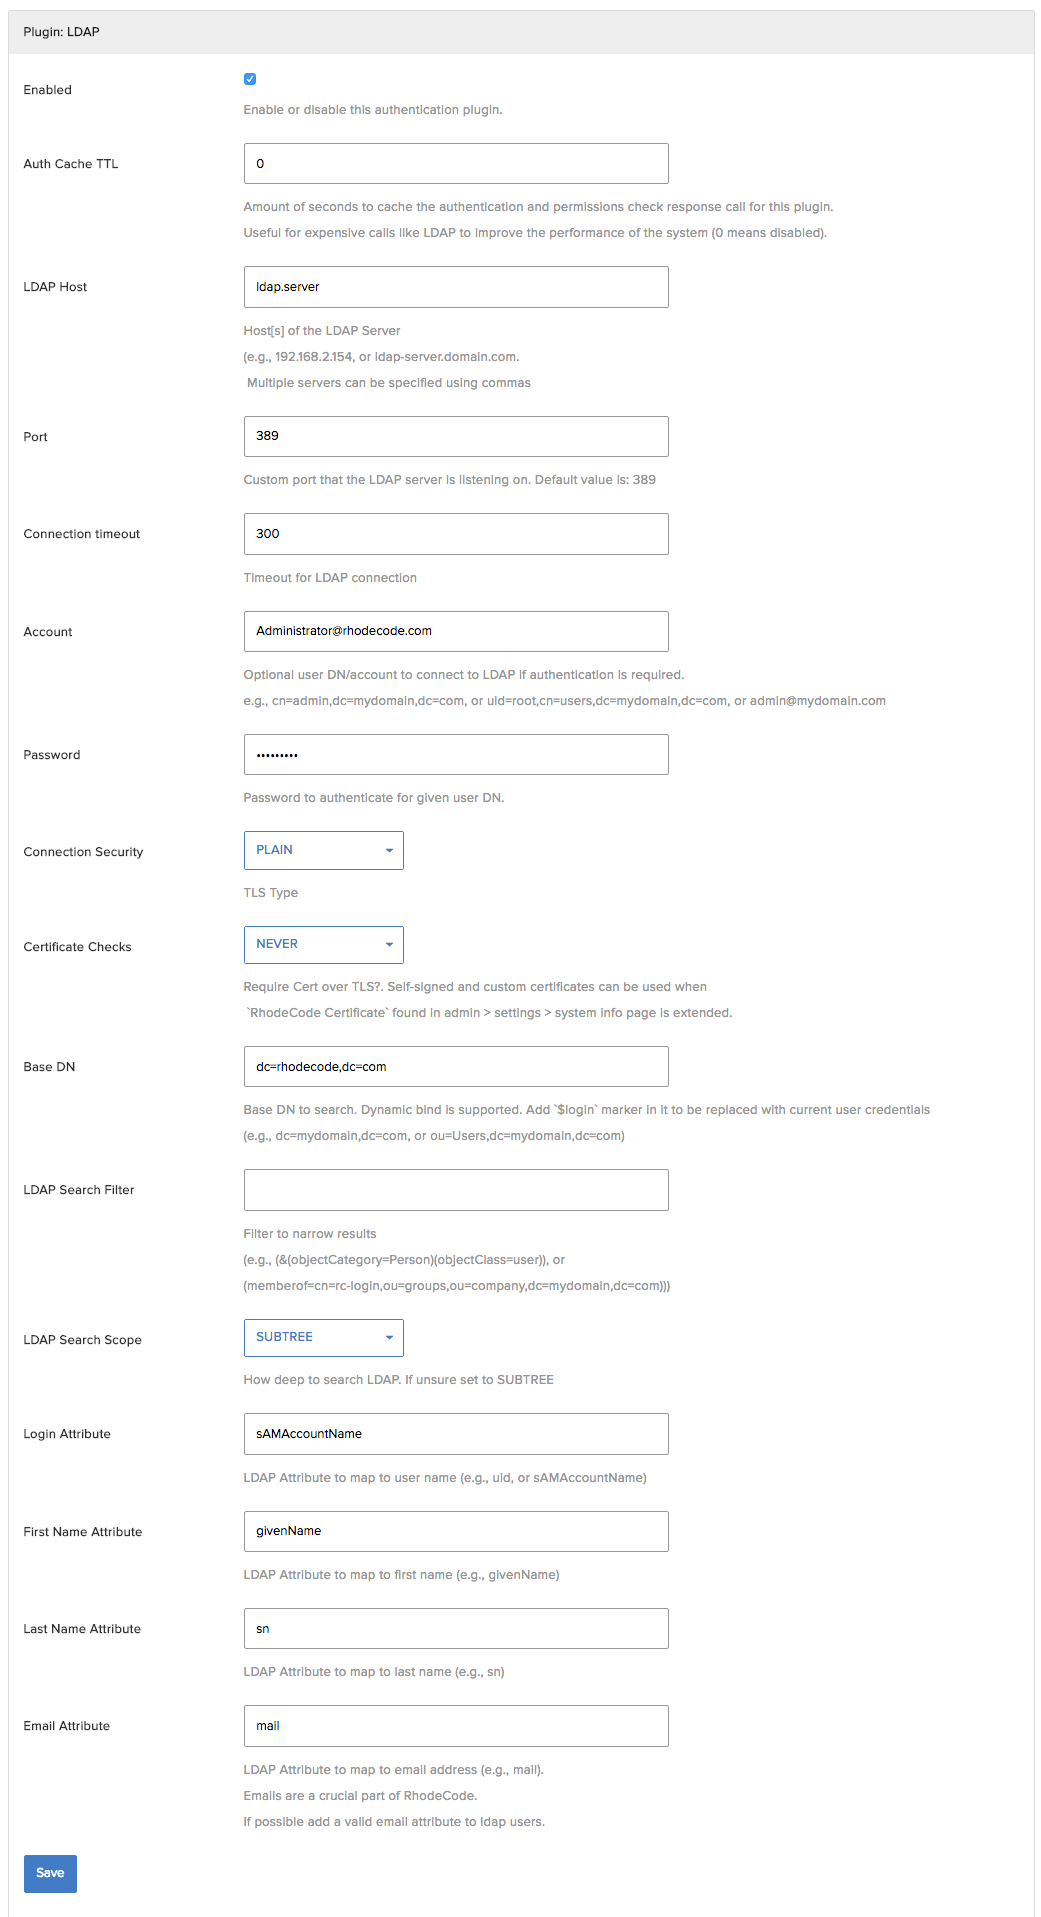 Plugin: LDAP
Enabled
Enable or disable this authentication plugin.
Auth Cache TTL
0
Amount of seconds to cache the authentication and permissions check response call for this plugin.
Useful for expensive calls like LDAP to improve the performance of the system (0 means disabled).
LDAP Host
ldap.server
Host[s] of the LDAP Server
(e.g., 192.168.2.154, or ldap-server.domain.com.
Multiple servers can be specified using commas
Port
389
Custom port that the LDAP server is listening on. Default value is: 389
Connection timeout
300
Timeout for LDAP connection
Account
Administrator@rhodecode.com
Optional user DN/account to connect to LDAP if authentication is required.
e.g., cn=admin,dc=mydomain,dc=com, or uid=root,cn=users,dc=mydomain,dc=com, or admin@mydomain.com
Password
•••••••••
Password to authenticate for given user DN.
Connection Security
PLAIN
TLS Type
Certificate Checks
NEVER
Require Cert over TLS?. Self-signed and custom certificates can be used when
`RhodeCode Certificate` found in admin > settings > system info page is extended.
Base DN
dc=rhodecode,dc=com
Base DN to search. Dynamic bind is supported. Add `$login` marker in it to be replaced with current user credentials
(e.g., dc=mydomain,dc=com, or ou=Users,dc=mydomain,dc=com)
LDAP Search Filter
Filter to narrow results
(e.g., (&(objectCategory=Person)(objectClass=user)), or
(memberof=cn=rc-login,ou=groups,ou=company,dc=mydomain,dc=com)))
LDAP Search Scope
SUBTREE
How deep to search LDAP. If unsure set to SUBTREE
Login Attribute
sAMAccountName
LDAP Attribute to map to user name (e.g., uid, or sAMAccountName)
First Name Attribute
givenName
LDAP Attribute to map to first name (e.g., givenName)
Last Name Attribute
sn
LDAP Attribute to map to last name (e.g., sn)
Email Attribute
mail
LDAP Attribute to map to email address (e.g., mail).
Emails are a crucial part of RhodeCode.
If possible add a valid email attribute to ldap users.
Save